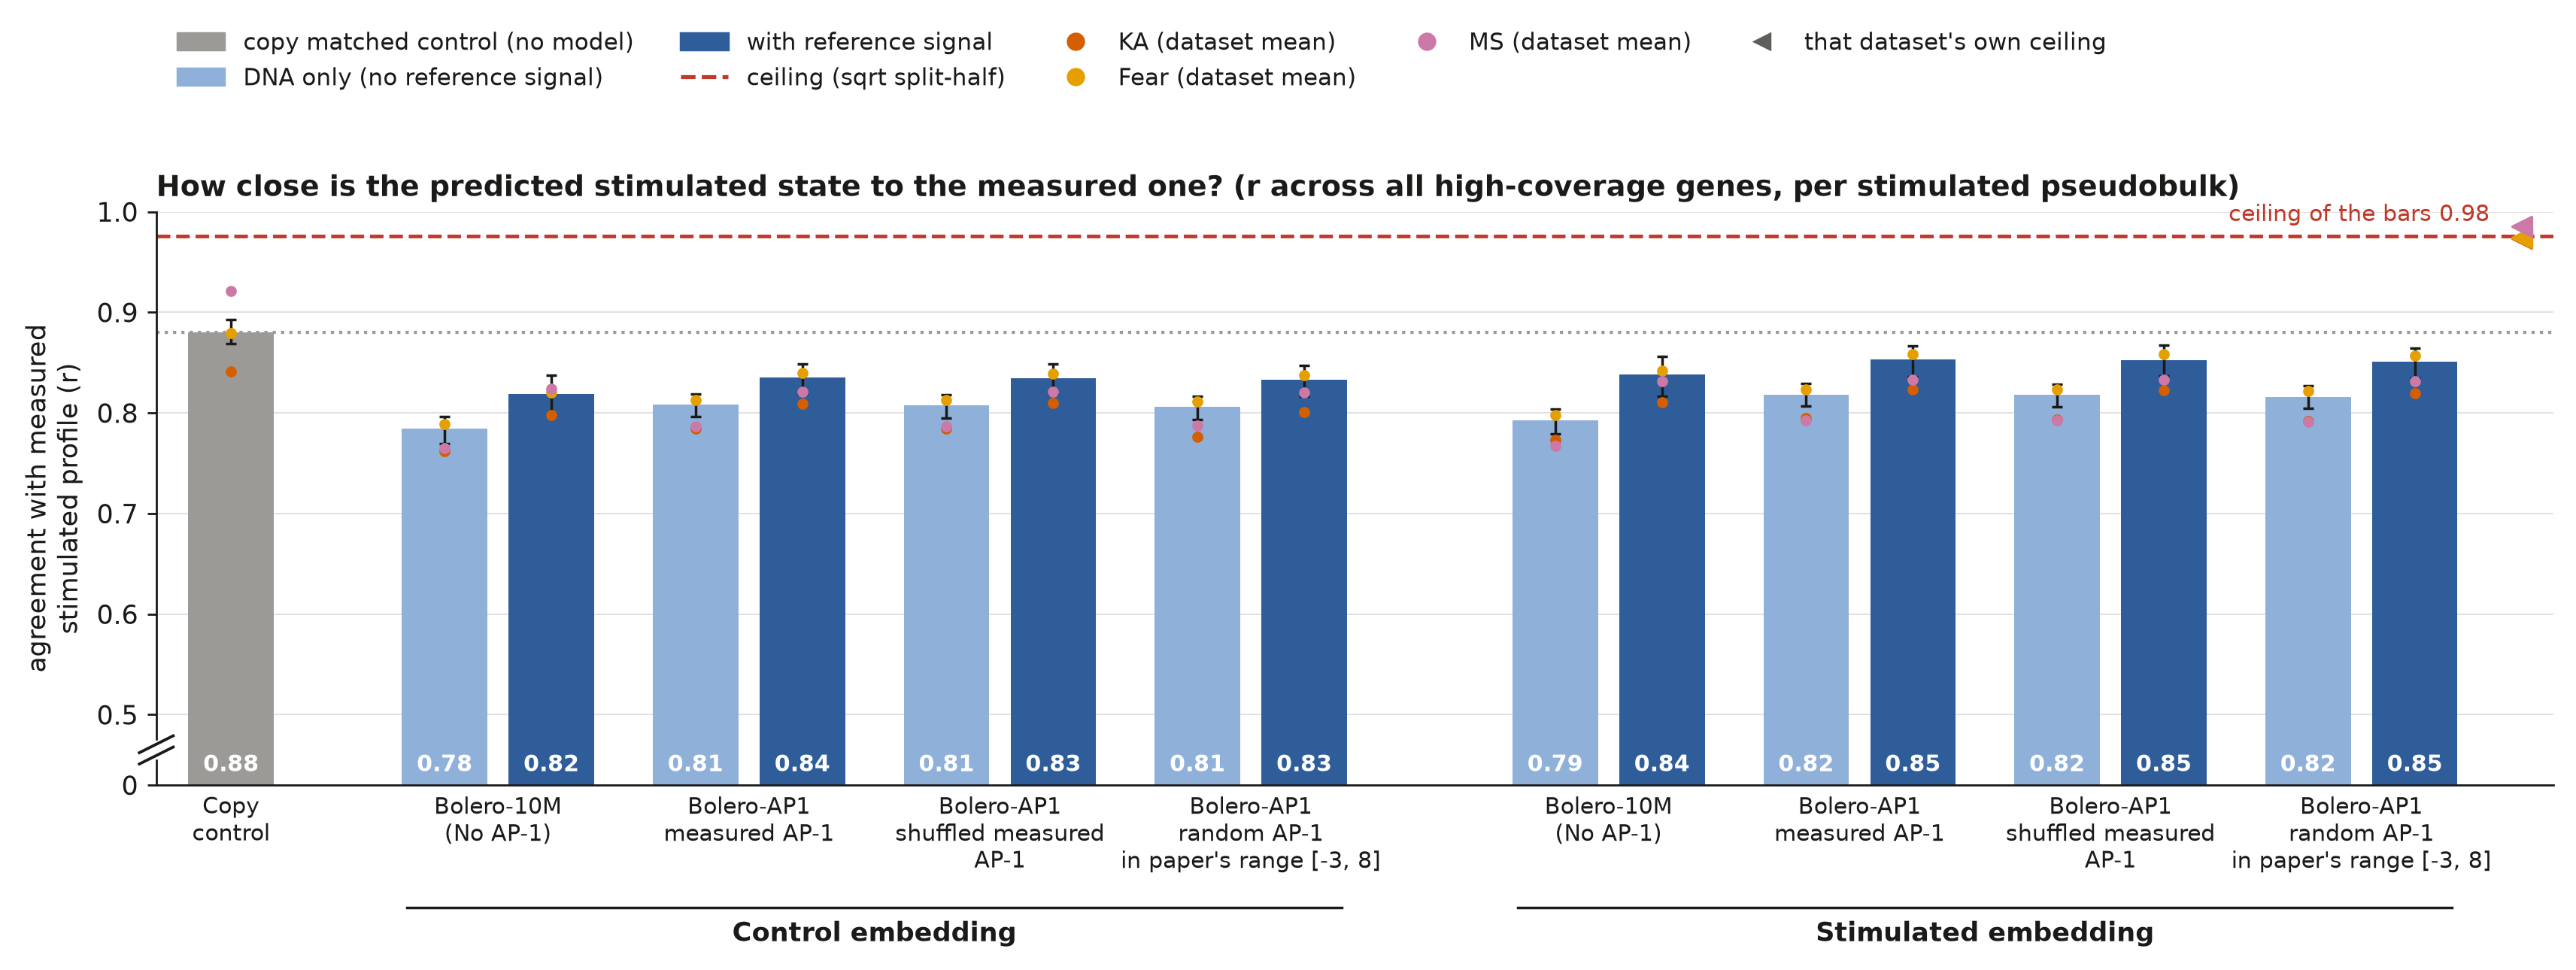 copy matched control (no model)
DNA only (no reference signal)
with reference signal
ceiling (sqrt split-half)
KA (dataset mean)
Fear (dataset mean)
MS (dataset mean)
that dataset's own ceiling
How close is the predicted stimulated state to the measured one? (r across all high-coverage genes, per stimulated pseudobulk)
ceiling of the bars 0.98
agreement with measured
stimulated profile (r)
1.0
0.9
0.8
0.7
0.6
0.5
0
0.88
0.78
0.82
0.81
0.84
0.81
0.83
0.81
0.83
0.79
0.84
0.82
0.85
0.82
0.85
0.82
0.85
Copy
control
Bolero-10M
(No AP-1)
Bolero-AP1
measured AP-1
Bolero-AP1
shuffled measured
AP-1
Bolero-AP1
random AP-1
in paper's range [-3, 8]
Bolero-10M
(No AP-1)
Bolero-AP1
measured AP-1
Bolero-AP1
shuffled measured
AP-1
Bolero-AP1
random AP-1
in paper's range [-3, 8]
Control embedding
Stimulated embedding